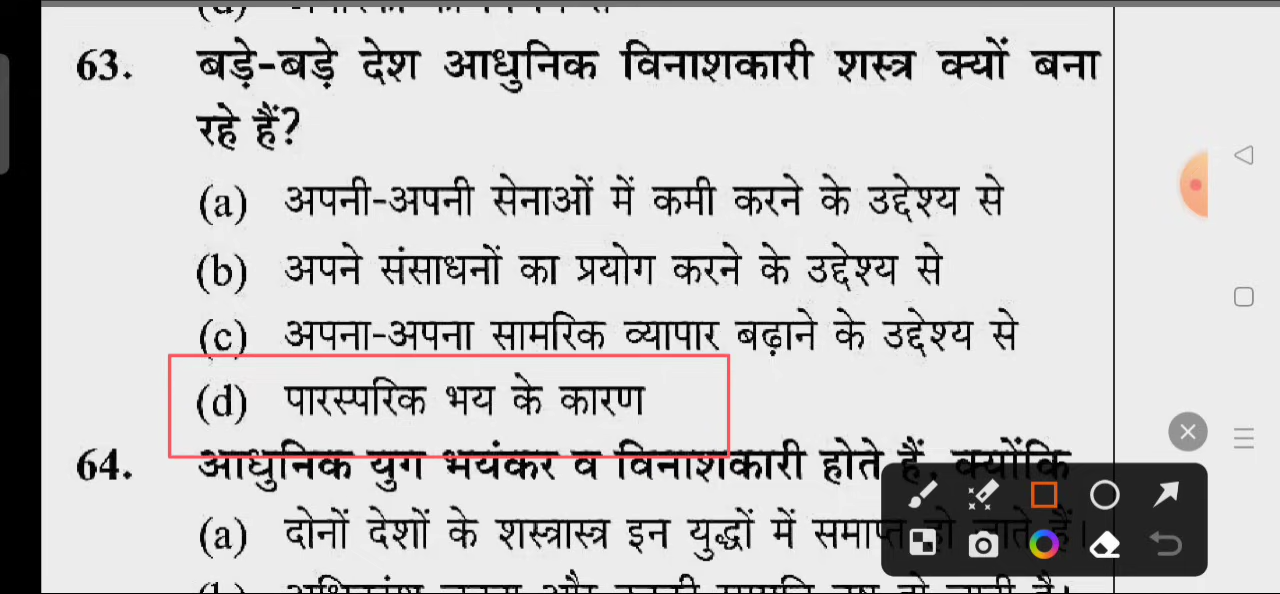 63. बड़े-बड़े देश आधुनिक विनाशकारी शस्त्र क्यों बना
रहे हैं?
(a) अपनी-अपनी सेनाओं में कमी करने के उद्देश्य से
(b) अपने संसाधनों का प्रयोग करने के उद्देश्य से
(c) अपना-अपना सामरिक व्यापार बढ़ाने के उद्देश्य से
(d) पारस्परिक भय के कारण
64. आधुनिक युग भयंकर व विनाशकारी होते हैं, क्योंकि
(a) दोनों देशों के शस्त्रास्त्र इन युद्धों में समाप्त हो जाते हैं।